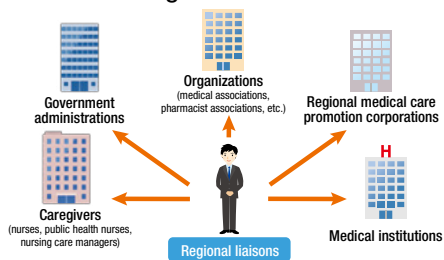 Organizations
(medical associations,
pharmacist associations, etc.)
Government
administrations
Regional medical care
promotion corporations
Caregivers
(nurses, public health nurses,
nursing care managers)
H
Medical institutions
Regional liaisons